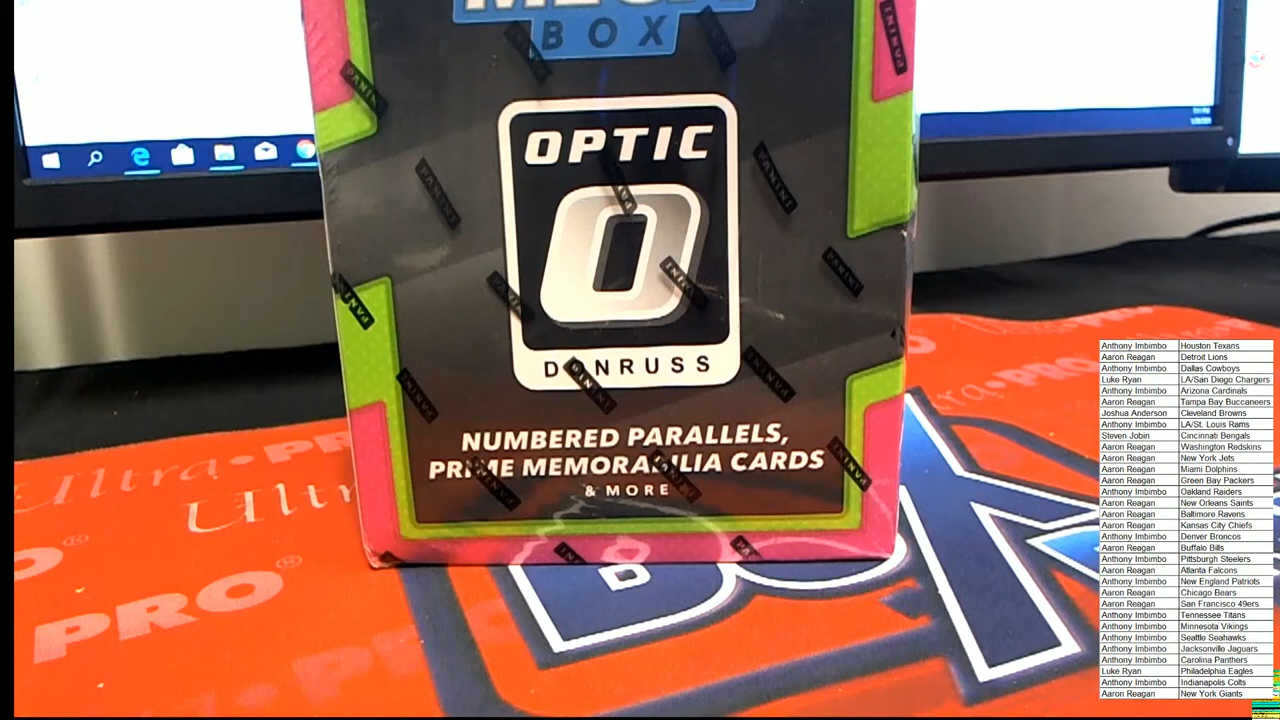 MEGA
BOX
OPTIC
O
DONRUSS
NUMBERED PARALLELS,
PRIME MEMORABILIA CARDS
& MORE
PANINI
Ultra PRO
Ultra
PRO®
PRO®
Anthony Imbimbo Houston Texans
Aaron Reagan Detroit Lions
Anthony Imbimbo Dallas Cowboys
Luke Ryan LA/San Diego Chargers
Anthony Imbimbo Arizona Cardinals
Aaron Reagan Tampa Bay Buccaneers
Joshua Anderson Cleveland Browns
Anthony Imbimbo LA/St. Louis Rams
Steven Jobin Cincinnati Bengals
Aaron Reagan Washington Redskins
Aaron Reagan New York Jets
Aaron Reagan Miami Dolphins
Aaron Reagan Green Bay Packers
Anthony Imbimbo Oakland Raiders
Aaron Reagan New Orleans Saints
Aaron Reagan Baltimore Ravens
Aaron Reagan Kansas City Chiefs
Anthony Imbimbo Denver Broncos
Aaron Reagan Buffalo Bills
Anthony Imbimbo Pittsburgh Steelers
Aaron Reagan Atlanta Falcons
Anthony Imbimbo New England Patriots
Aaron Reagan Chicago Bears
Aaron Reagan San Francisco 49ers
Anthony Imbimbo Tennessee Titans
Anthony Imbimbo Minnesota Vikings
Anthony Imbimbo Seattle Seahawks
Anthony Imbimbo Jacksonville Jaguars
Anthony Imbimbo Carolina Panthers
Luke Ryan Philadelphia Eagles
Anthony Imbimbo Indianapolis Colts
Aaron Reagan New York Giants